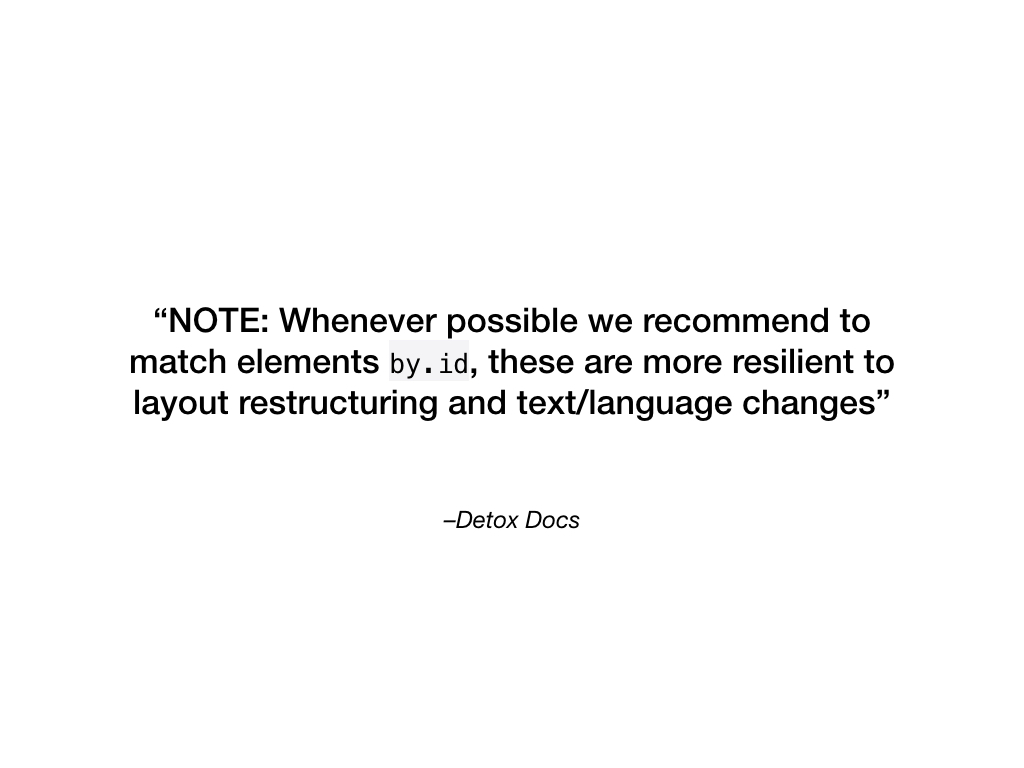 “NOTE: Whenever possible we recommend to
match elements by.id, these are more resilient to
layout restructuring and text/language changes”
–Detox Docs